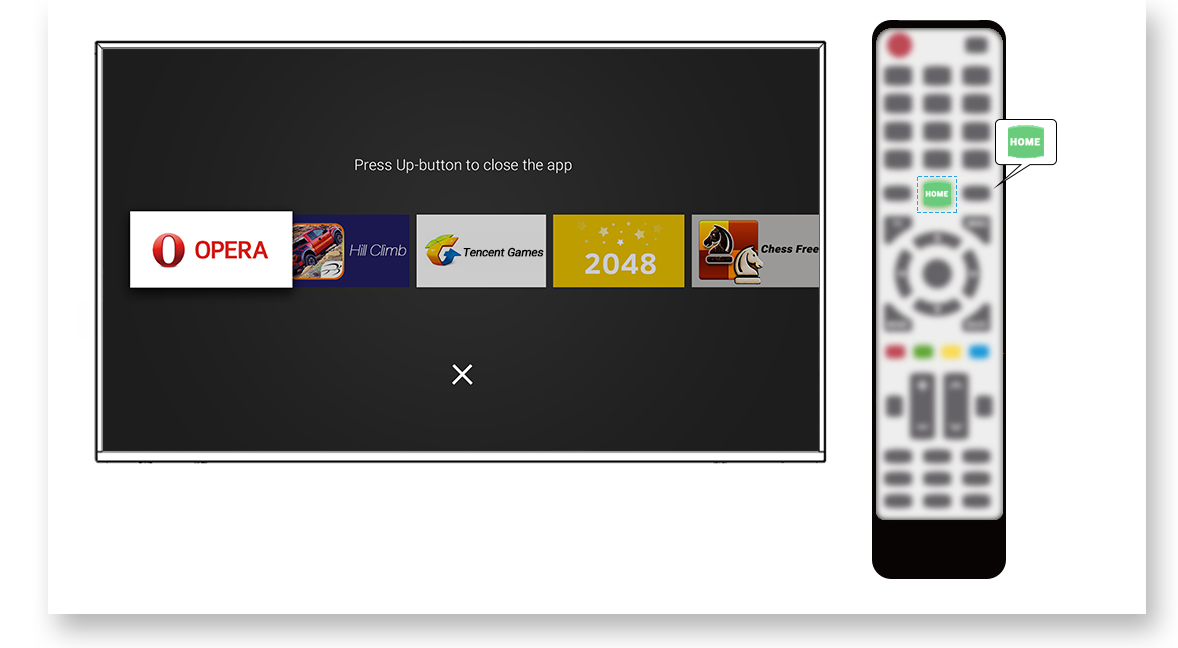 Press Up-button to close the app
OPERA
Hill Climb
Tencent Games
2048
Chess Free
HOME
HOME